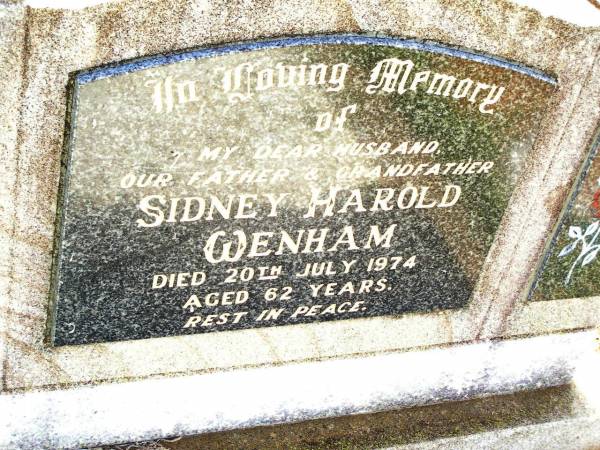 In Loving Memory
of
MY DEAR HUSBAND,
OUR FATHER & GRANDFATHER
SIDNEY HAROLD
WENHAM
DIED 20TH JULY 1974
AGED 62 YEARS.
REST IN PEACE.